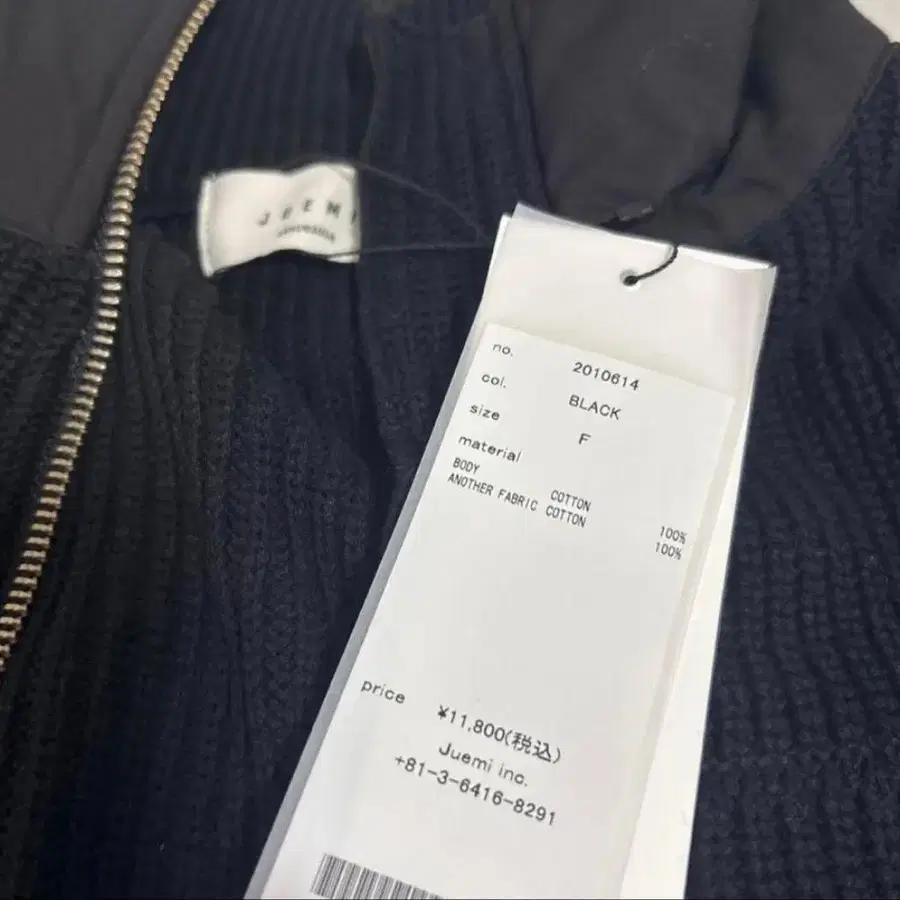 JUEMI
no. 2010614
col. BLACK
size F
material
BODY COTTON 100%
ANOTHER FABRIC COTTON 100%
price ¥11,800(税込)
Juemi inc.
+81-3-6416-8291